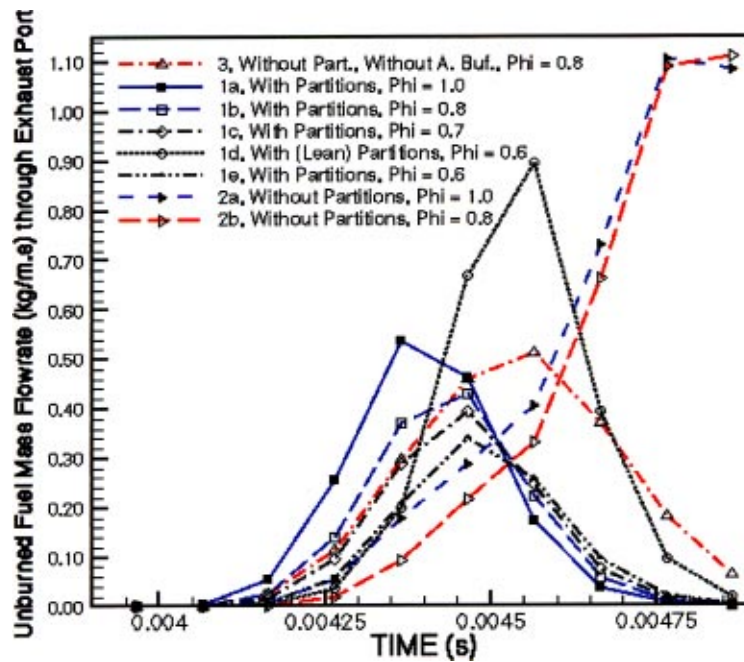 Unburned Fuel Mass Flowrate (kg/m.s) through Exhaust Port
1.10
1.00
0.90
0.80
0.70
0.60
0.50
0.40
0.30
0.20
0.10
0.00
3, Without Part., Without A. Buf., Phi = 0.8
1a, With Partitions, Phi = 1.0
1b, With Partitions, Phi = 0.8
1c, With Partitions, Phi = 0.7
1d, With (Lean) Partitions, Phi = 0.6
1e, With Partitions, Phi = 0.6
2a, Without Partitions, Phi = 1.0
2b, Without Partitions, Phi = 0.8
0.004 0.00425 0.0045 0.00475
TIME (s)